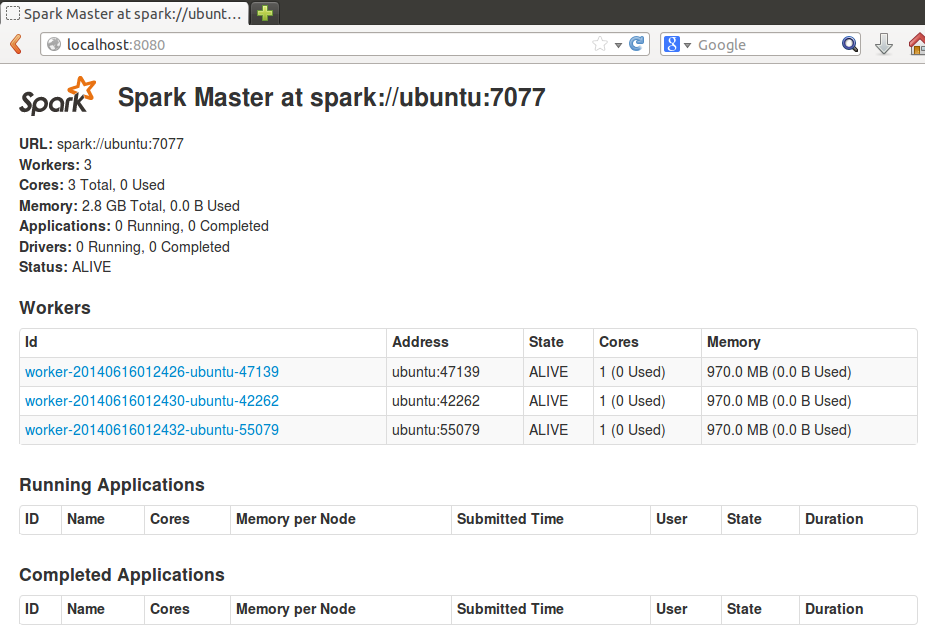 Spark Master at spark://ubunt...
localhost:8080
8 Google
Spark Spark Master at spark://ubuntu:7077
URL: spark://ubuntu:7077
Workers: 3
Cores: 3 Total, 0 Used
Memory: 2.8 GB Total, 0.0 B Used
Applications: 0 Running, 0 Completed
Drivers: 0 Running, 0 Completed
Status: ALIVE
Workers
Id Address State Cores Memory
worker-20140616012426-ubuntu-47139 ubuntu:47139 ALIVE 1 (0 Used) 970.0 MB (0.0 B Used)
worker-20140616012430-ubuntu-42262 ubuntu:42262 ALIVE 1 (0 Used) 970.0 MB (0.0 B Used)
worker-20140616012432-ubuntu-55079 ubuntu:55079 ALIVE 1 (0 Used) 970.0 MB (0.0 B Used)
Running Applications
ID Name Cores Memory per Node Submitted Time User State Duration
Completed Applications
ID Name Cores Memory per Node Submitted Time User State Duration